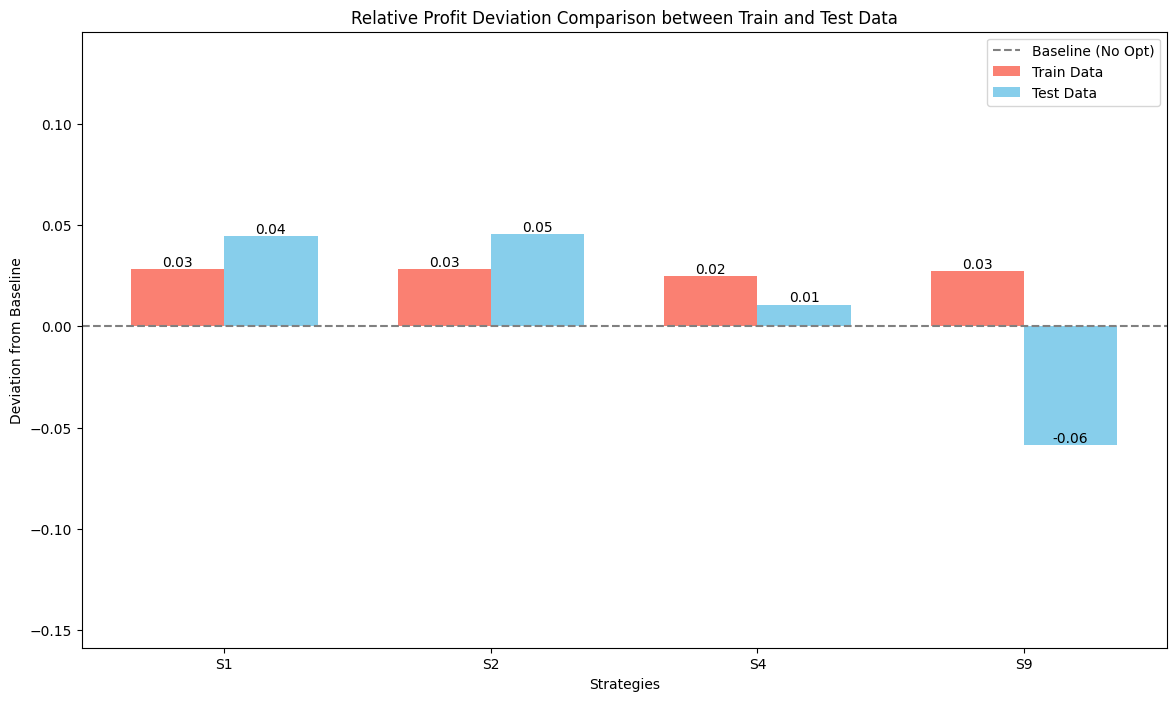 Relative Profit Deviation Comparison between Train and Test Data
Baseline (No Opt)
Train Data
Test Data
Deviation from Baseline
0.10
0.05
0.00
−0.05
−0.10
−0.15
0.03
0.04
0.03
0.05
0.02
0.01
0.03
-0.06
S1
S2
S4
S9
Strategies